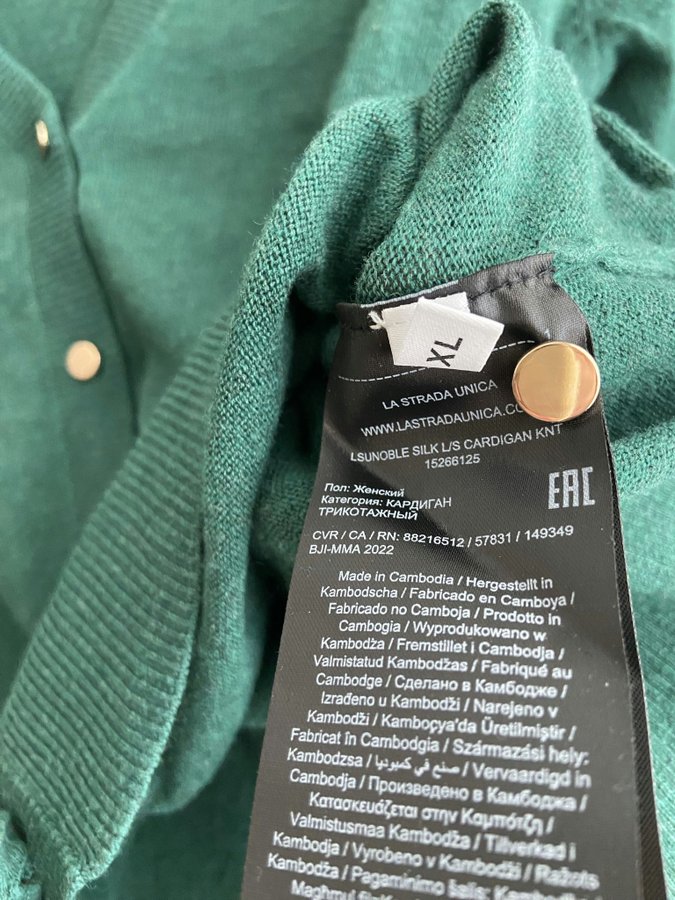 XL
LA STRADA UNICA
WWW.LASTRADAUNICA.CO
LSUNOBLE SILK L/S CARDIGAN KNT
15266125
EAC
Пол: Женский
Категория: КАРДИГАН
ТРИКОТАЖНЫЙ
CVR / CA / RN: 88216512 / 57831 / 149349
BJI-MMA 2022
Made in Cambodia / Hergestellt in
Kambodscha / Fabricado en Camboya /
Fabricado no Camboja / Prodotto in
Cambogia / Wyprodukowano w
Kambodża / Fremstillet i Cambodja /
Valmistatud Kambodžas / Fabriqué au
Cambodge / Сделано в Камбодже /
Izrađeno u Kambodži / Narejeno v
Kambodži / Kamboçya'da Üretilmiştir /
Fabricat în Cambodgia / Származási hely:
Kambodzsa / صنع في كمبوديا / Vervaardigd in
Cambodja / Произведено в Камбоджа /
Κατασκευάζεται στην Καμπότζη /
Valmistusmaa Kambodža / Tillverkad i
Kambodja / Vyrobeno v Kambodži / Ražots
Kambodža / Pagaminimo šalis: Kambodža /